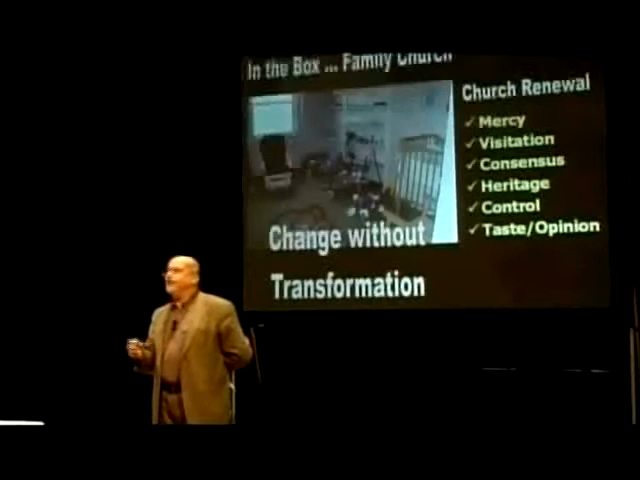 In the Box ... Family Church
Church Renewal
✓ Mercy
✓ Visitation
✓ Consensus
✓ Heritage
✓ Control
✓ Taste/Opinion
Change without
Transformation